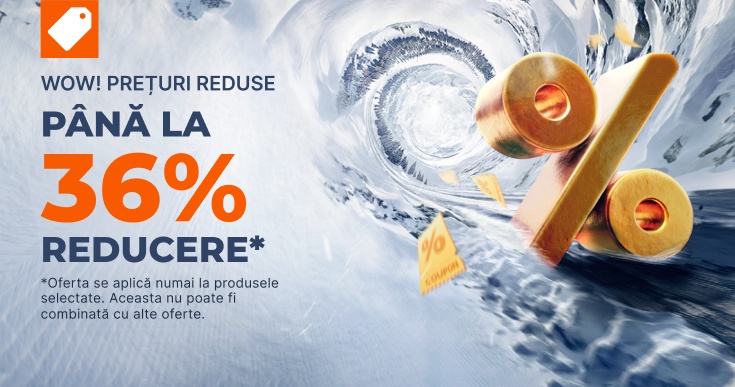 WOW! PREȚURI REDUSE
PÂNĂ LA
36%
REDUCERE*
*Oferta se aplică numai la produsele
selectate. Aceasta nu poate fi
combinată cu alte oferte.
%
COUPON